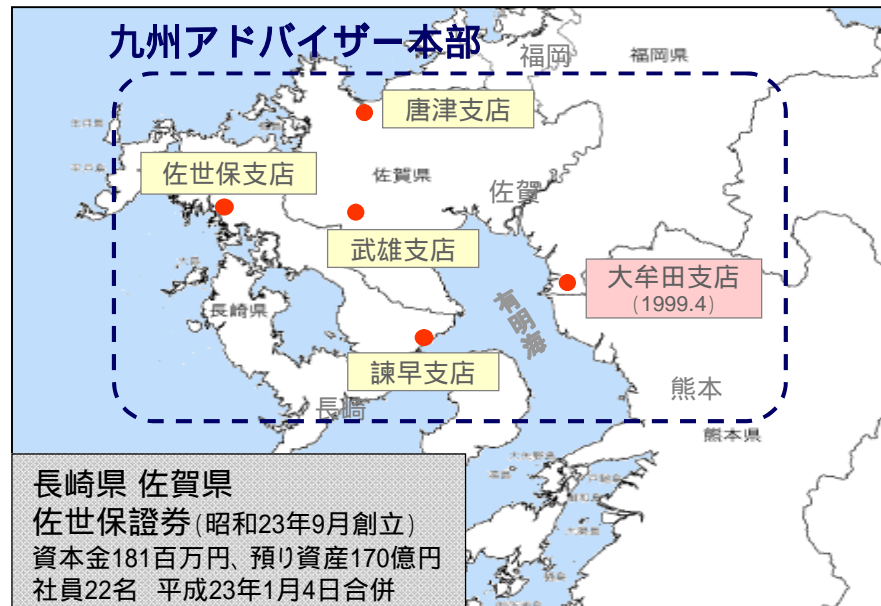 九州アドバイザー本部
福岡
福岡県
唐津支店
佐世保支店
佐賀県
佐賀
武雄支店
大牟田支店
(1999.4)
長崎県
有明海
諫早支店
長崎
熊本
熊本県
長崎県 佐賀県
佐世保證券(昭和23年9月創立)
資本金181百万円、預り資産170億円
社員22名 平成23年1月4日合併